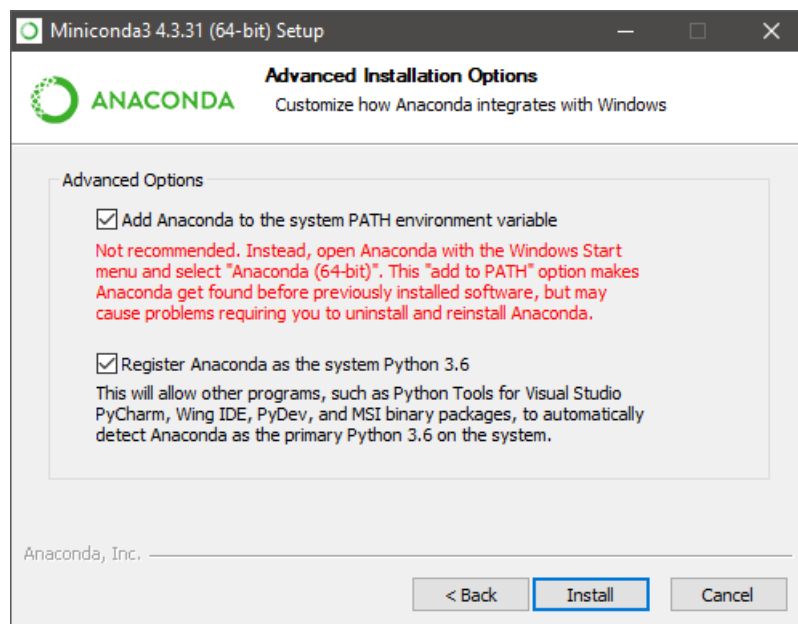 Miniconda3 4.3.31 (64-bit) Setup
ANACONDA
Advanced Installation Options
Customize how Anaconda integrates with Windows
Advanced Options
Add Anaconda to the system PATH environment variable
Not recommended. Instead, open Anaconda with the Windows Start
menu and select "Anaconda (64-bit)". This "add to PATH" option makes
Anaconda get found before previously installed software, but may
cause problems requiring you to uninstall and reinstall Anaconda.
Register Anaconda as the system Python 3.6
This will allow other programs, such as Python Tools for Visual Studio
PyCharm, Wing IDE, PyDev, and MSI binary packages, to automatically
detect Anaconda as the primary Python 3.6 on the system.
Anaconda, Inc.
< Back Install Cancel